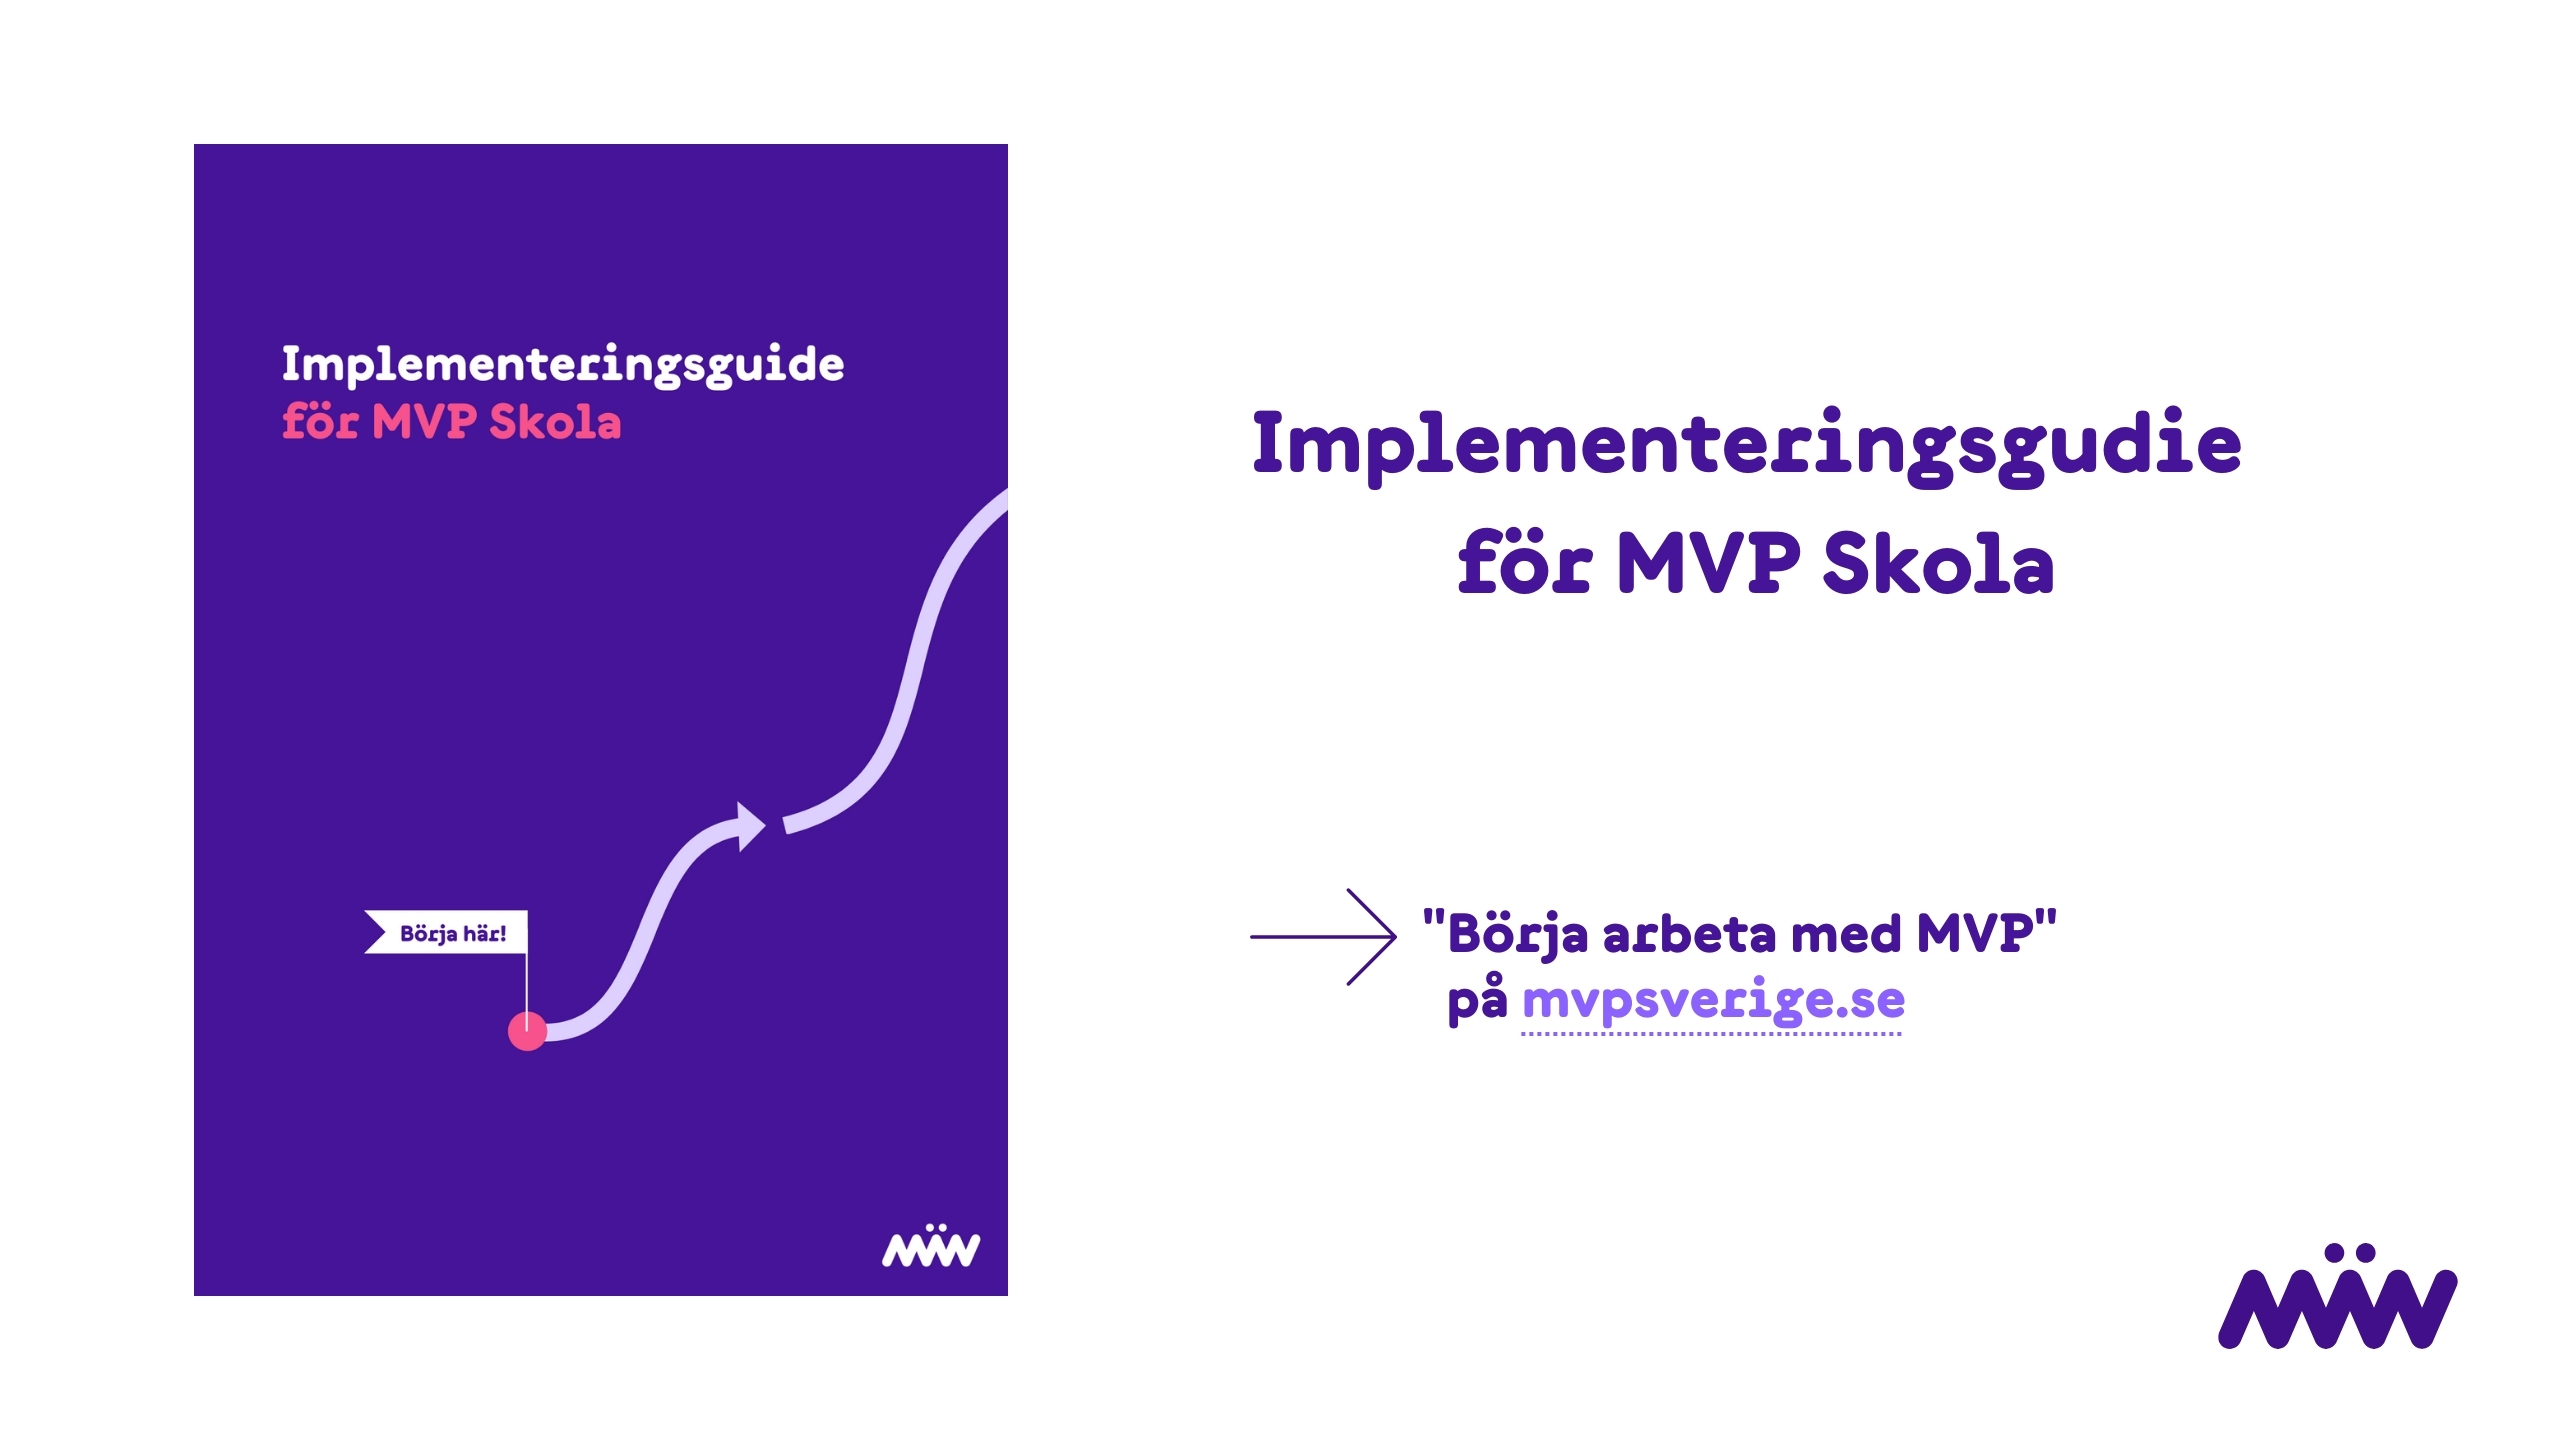 Implementeringsguide
för MVP Skola
Börja här!
Implementeringsgudie
för MVP Skola
"Börja arbeta med MVP"
på mvpsverige.se